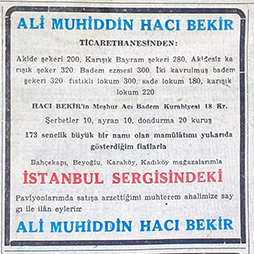 ALİ MUHİDDİN HACI BEKİR
TİCARETHANESİNDEN:
Akide şekeri 200, Karışık Bayram şekeri 280, Akidesiz ka
rışık şeker 320, Badem ezmesi 300. İki kavrulmuş badem
şekeri 320 fıstıklı lokum 300, sade lokum 180, karışık
lokum 220
HACI BEKİR'in Meşhur Acı Badem Kurabiyesi 18 Kr.
Şerbetler 10, ayran 10, dondurma 20 kuruş
173 senelik büyük bir namı olan mamûlâtını yukarıda
gösterdiğim fiatlarla
Bahçekapı, Beyoğlu, Karaköy, Kadıköy mağazalarımla
İSTANBUL SERGİSİNDEKİ
Paviyonlarımda satışa arzettiğimi muhterem ahalimize say
gı ile ilân eylerim
ALİ MUHİDDİN HACI BEKİR